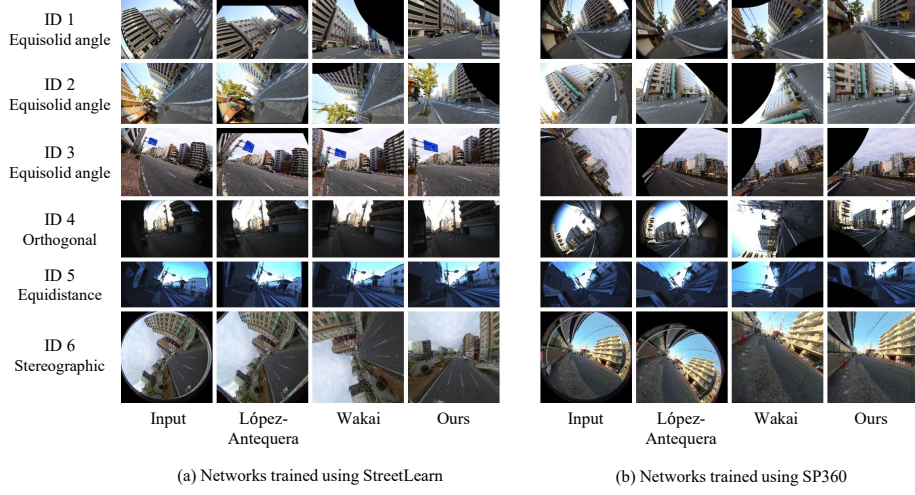 ID 1
Equisolid angle
ID 2
Equisolid angle
ID 3
Equisolid angle
ID 4
Orthogonal
ID 5
Equidistance
ID 6
Stereographic
Input
López-
Antequera
Wakai
Ours
Input
López-
Antequera
Wakai
Ours
(a) Networks trained using StreetLearn
(b) Networks trained using SP360